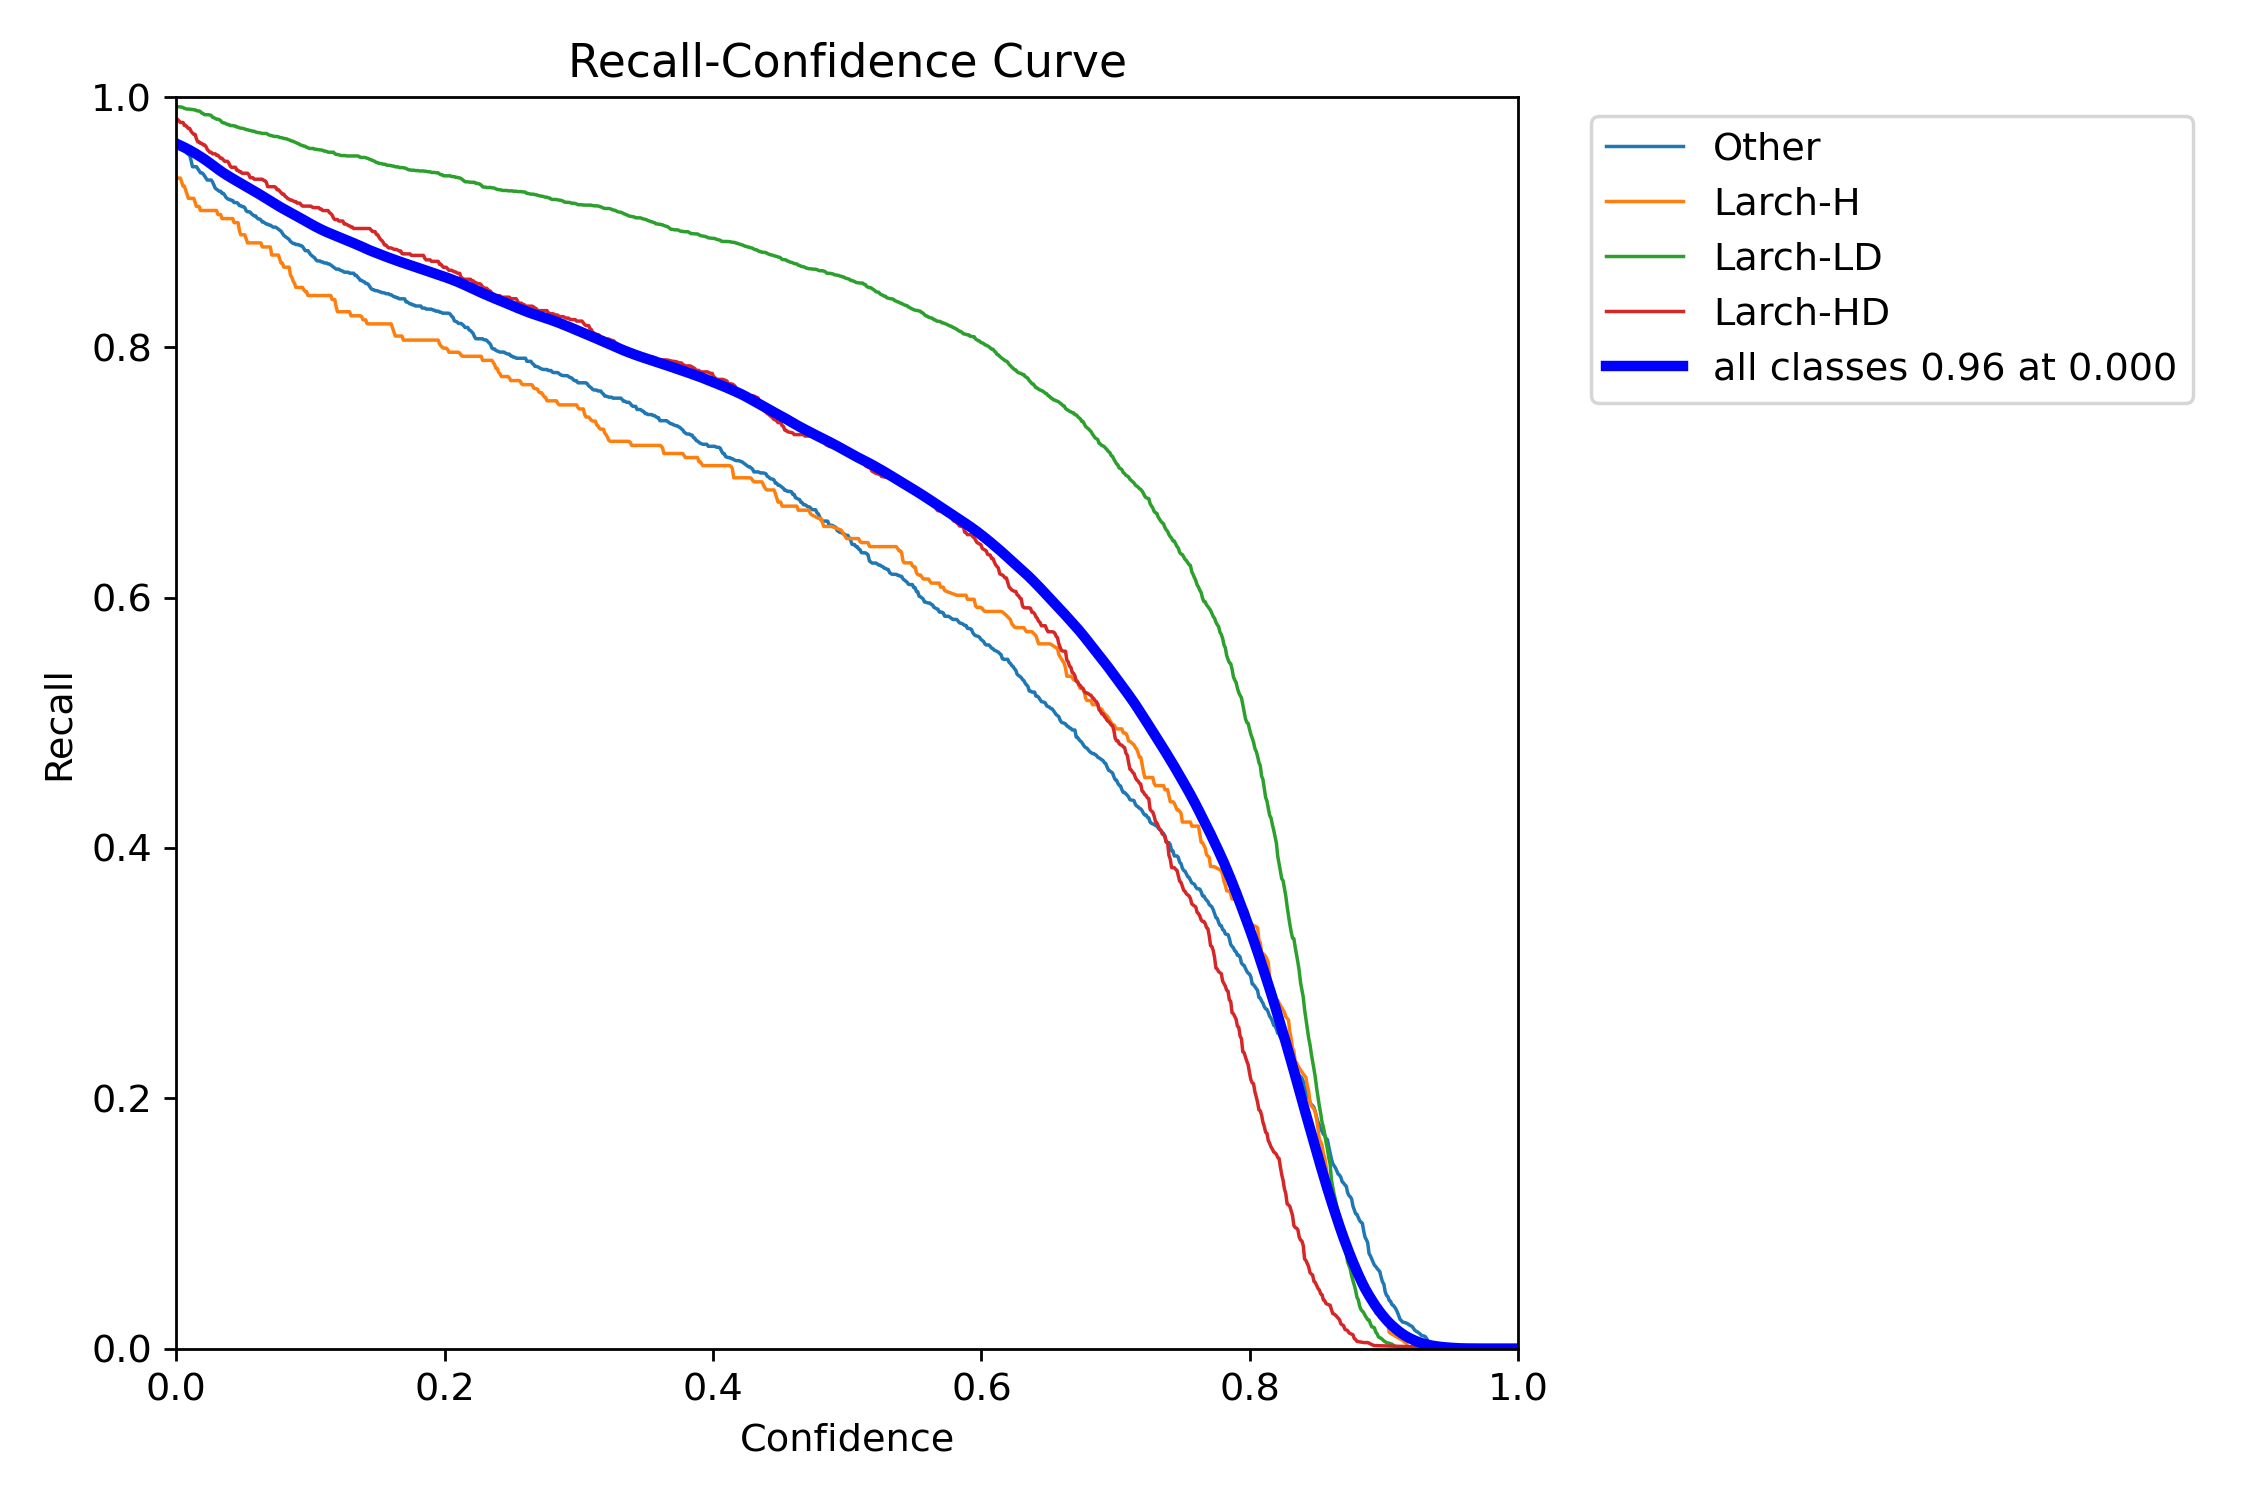 Recall-Confidence Curve
1.0
0.8
0.6
0.4
0.2
0.0
Recall
0.0 0.2 0.4 0.6 0.8 1.0
Confidence
Other
Larch-H
Larch-LD
Larch-HD
all classes 0.96 at 0.000